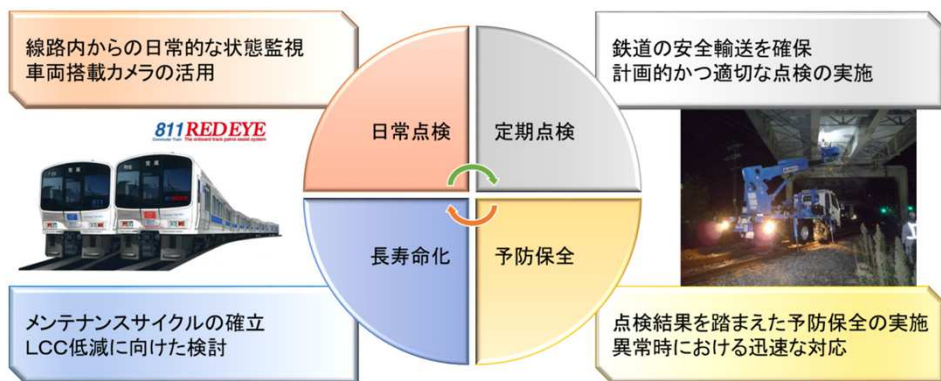 線路内からの日常的な状態監視
車両搭載カメラの活用
鉄道の安全輸送を確保
計画的かつ適切な点検の実施
811 REDEYE
日常点検
定期点検
長寿命化
予防保全
メンテナンスサイクルの確立
LCC低減に向けた検討
点検結果を踏まえた予防保全の実施
異常時における迅速な対応